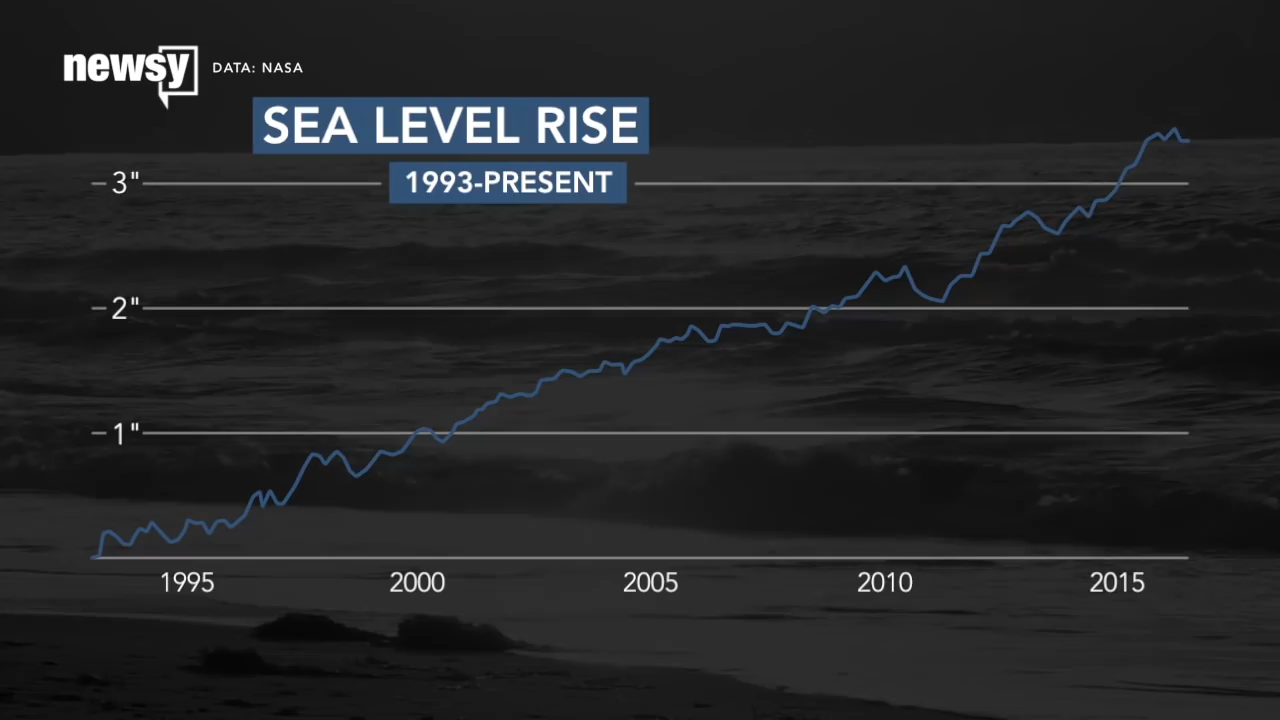 newsy
DATA: NASA
SEA LEVEL RISE
1993-PRESENT
3"
2"
1"
1995
2000
2005
2010
2015